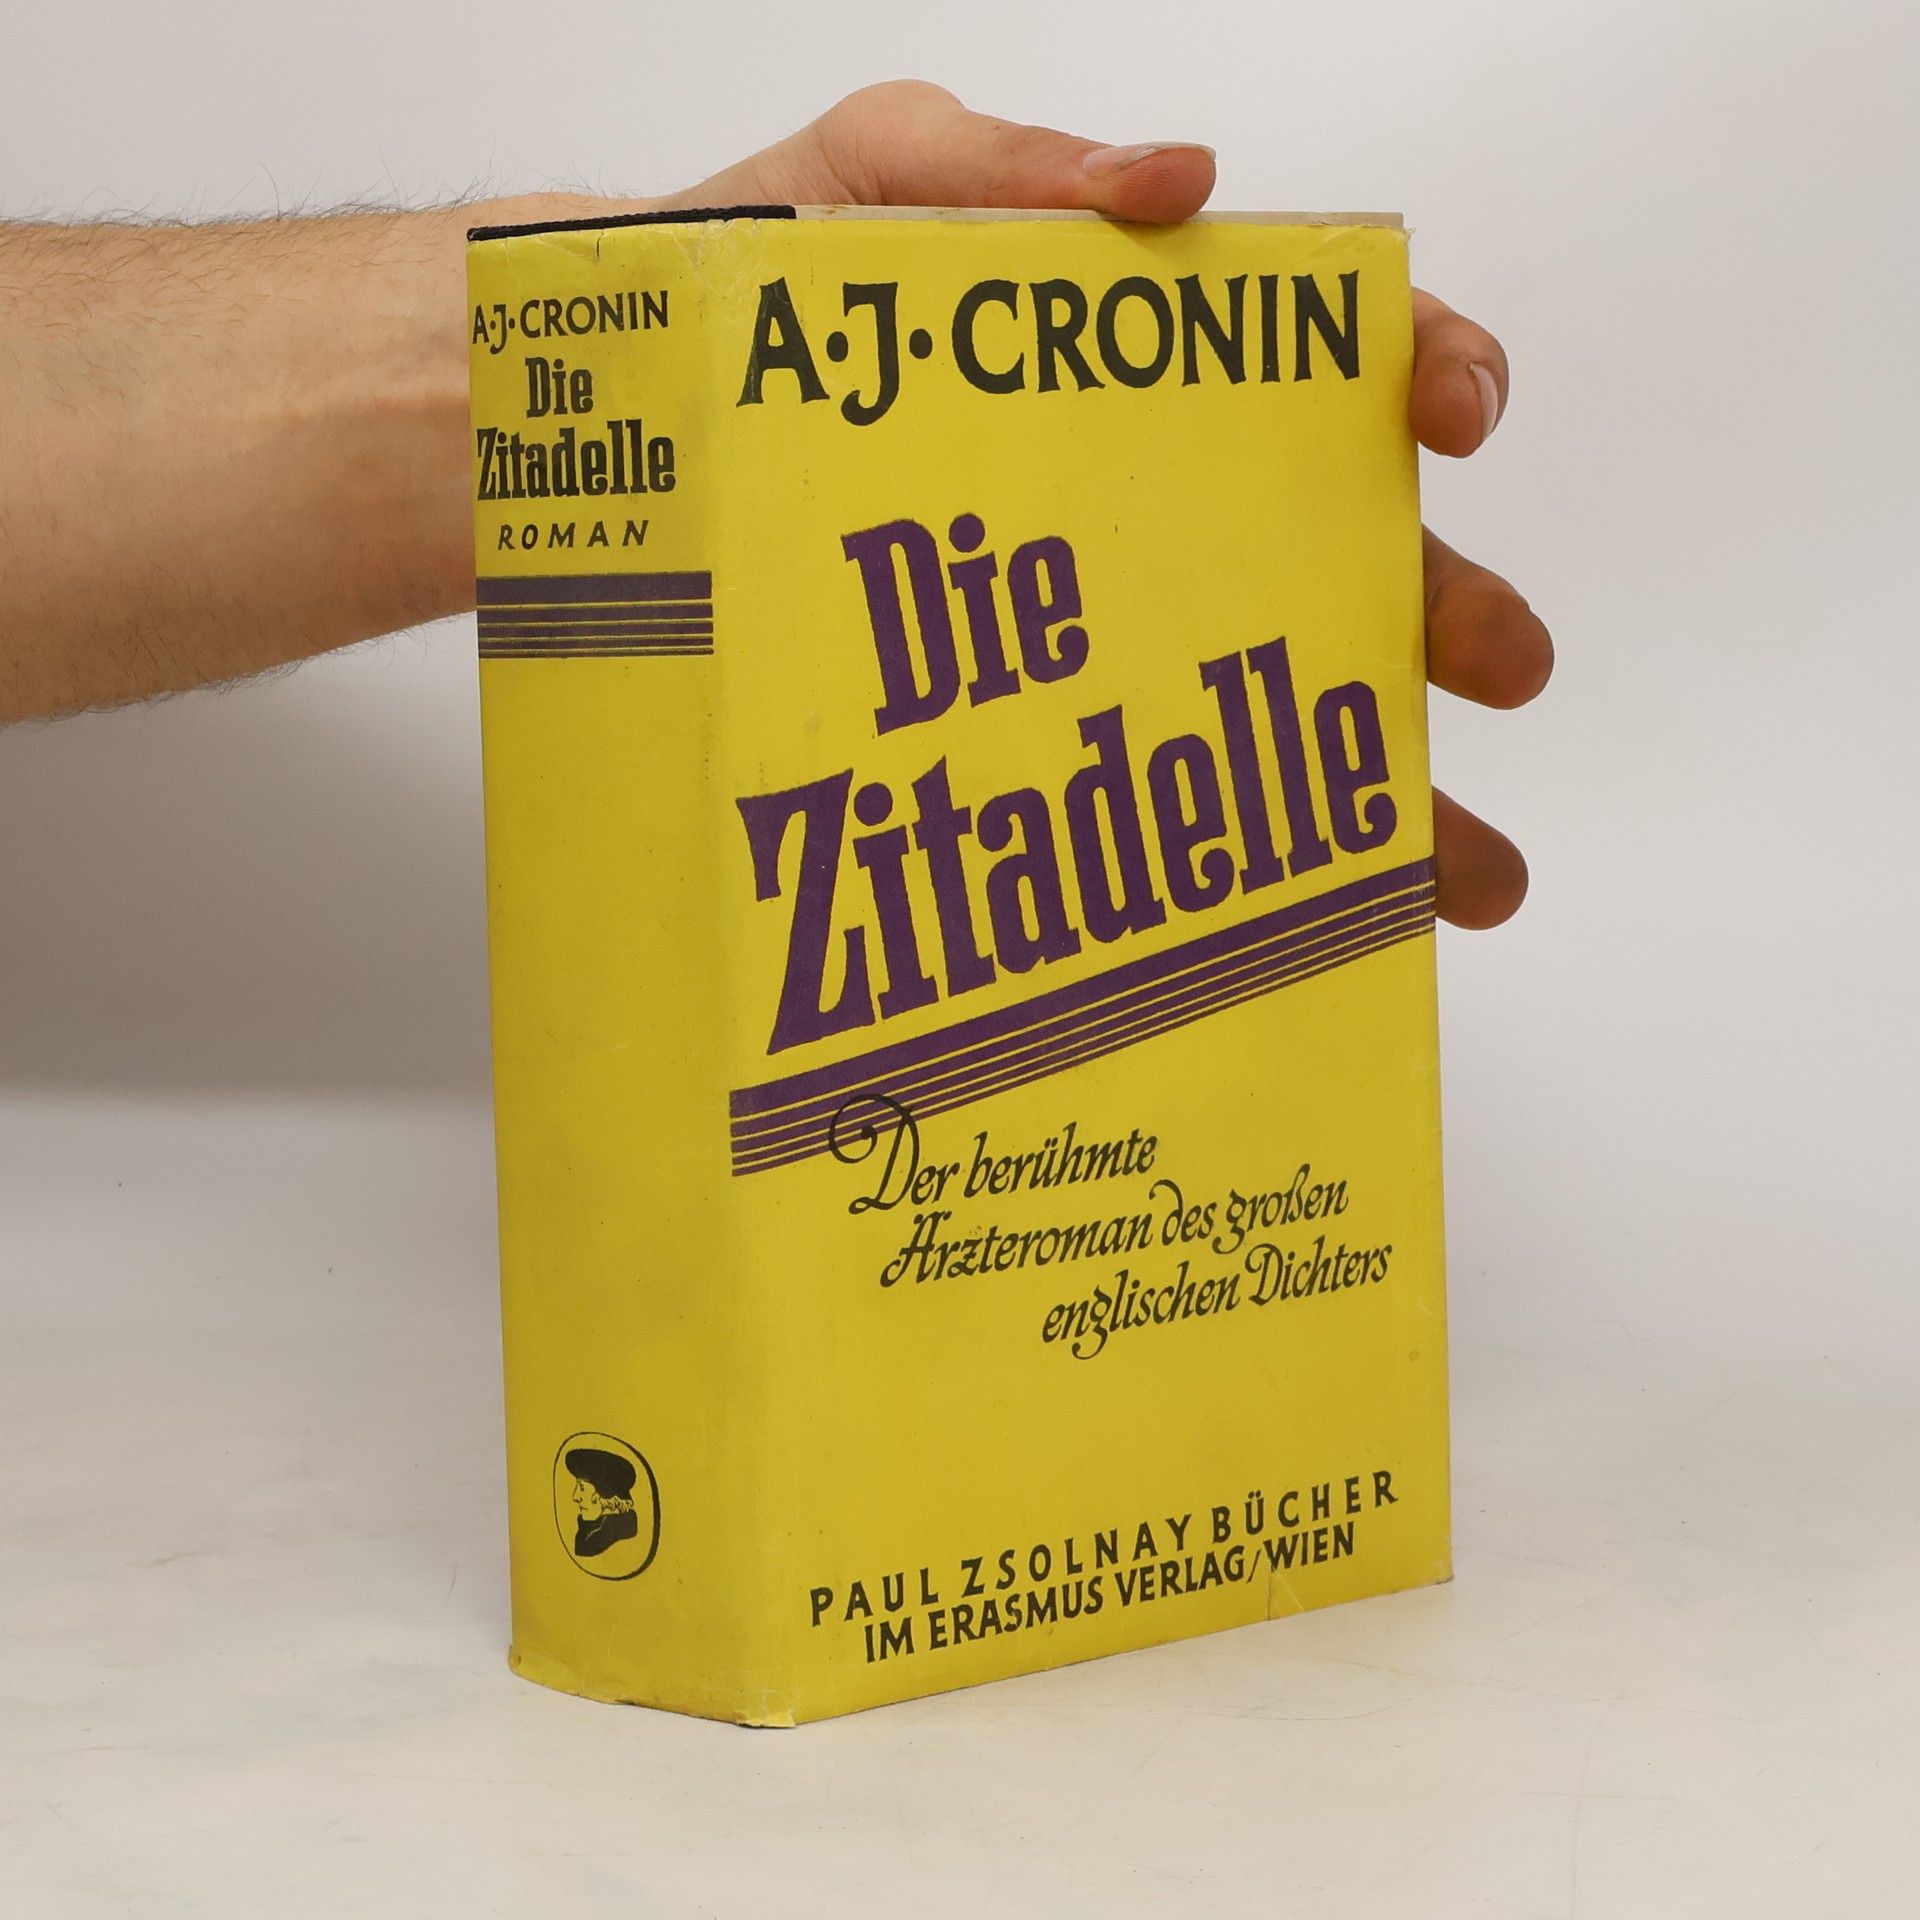 A·J·CRONIN
Die
Zitadelle
ROMAN
A·J·CRONIN
Die
Zitadelle
Der berühmte
Ärzteroman des großen
englischen Dichters
PAUL ZSOLNAY BÜCHER
IM ERASMUS VERLAG/WIEN